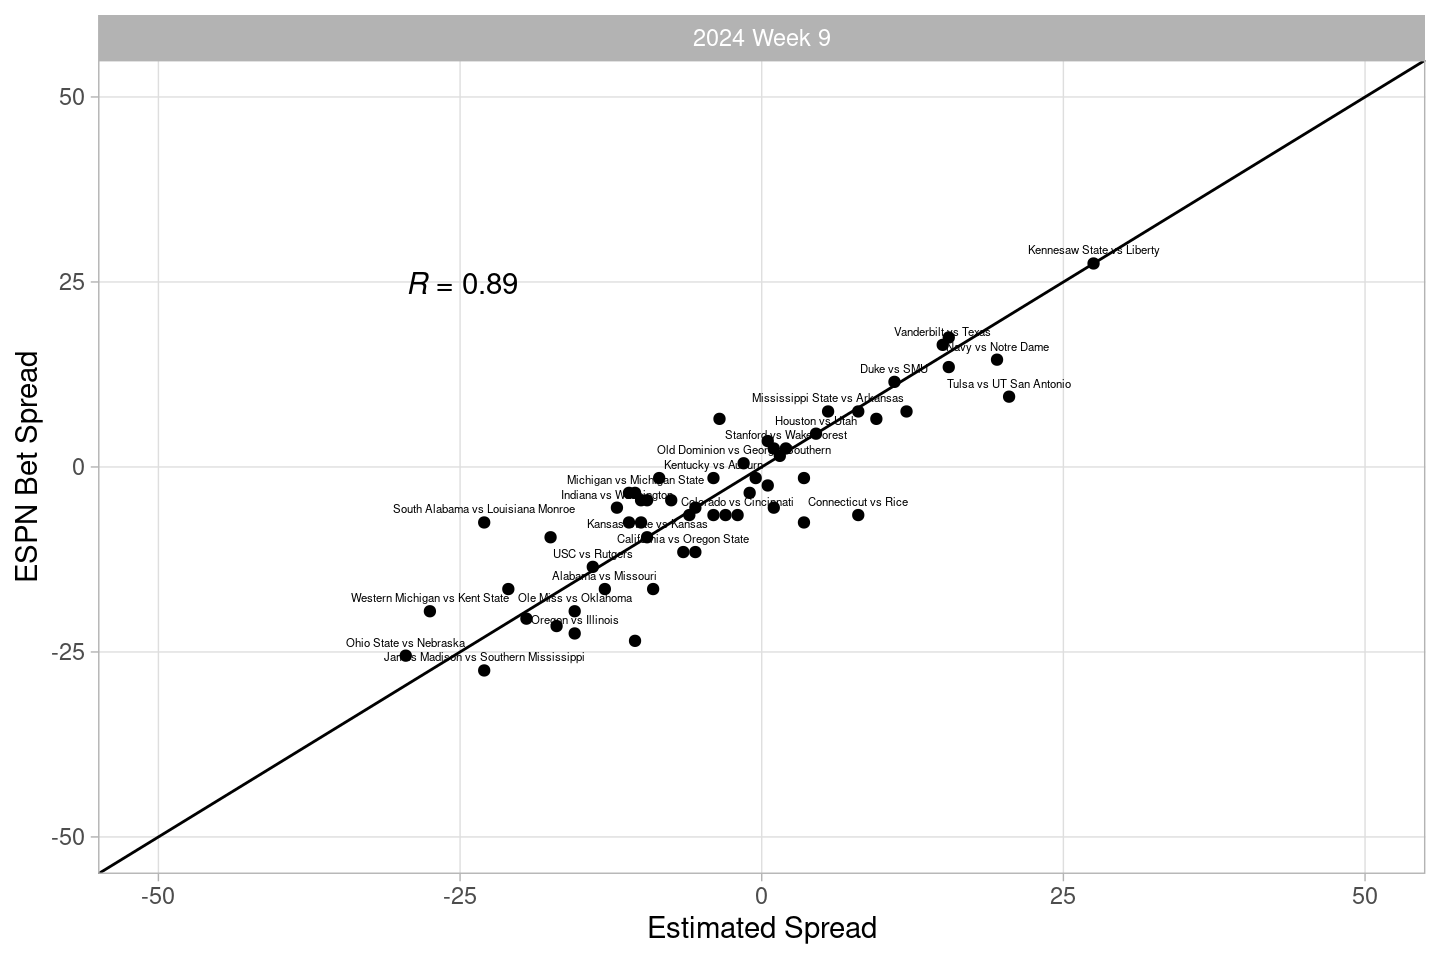 2024 Week 9
ESPN Bet Spread
50
25
0
-25
-50
R = 0.89
Kennesaw State vs Liberty
Vanderbilt vs Texas
Navy vs Notre Dame
Duke vs SMU
Tulsa vs UT San Antonio
Mississippi State vs Arkansas
Houston vs Utah
Stanford vs Wake Forest
Old Dominion vs Georgia Southern
Kentucky vs Auburn
Michigan vs Michigan State
Indiana vs Washington
Colorado vs Cincinnati
Connecticut vs Rice
South Alabama vs Louisiana Monroe
Kansas State vs Kansas
California vs Oregon State
USC vs Rutgers
Alabama vs Missouri
Western Michigan vs Kent State
Ole Miss vs Oklahoma
Oregon vs Illinois
Ohio State vs Nebraska
James Madison vs Southern Mississippi
-50
-25
0
25
50
Estimated Spread